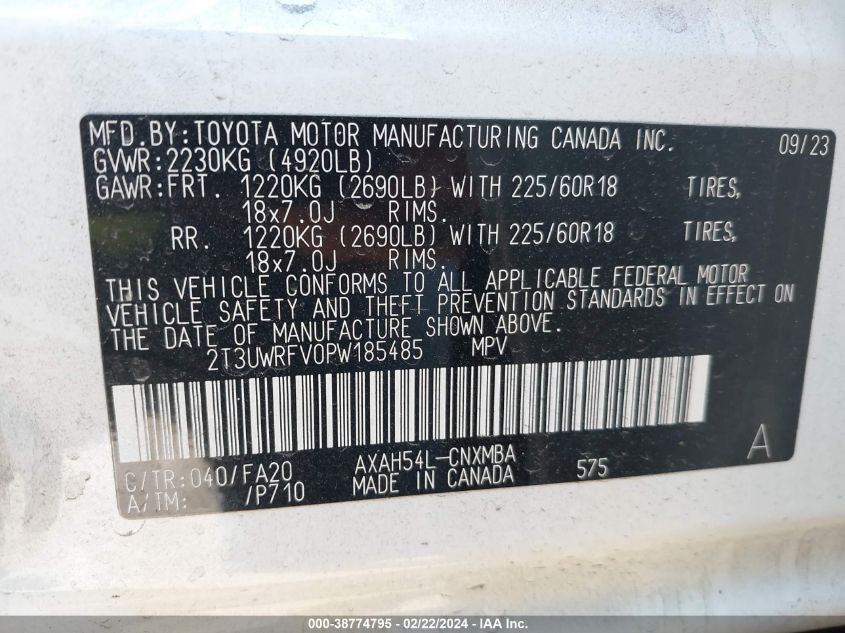 MFD.BY:TOYOTA MOTOR MANUFACTURING CANADA INC. 09/23
GVWR:2230KG (4920LB)
GAWR:FRT. 1220KG (2690LB) WITH 225/60R18 TIRES,
18x7.0J RIMS.
RR. 1220KG (2690LB) WITH 225/60R18 TIRES,
18x7.0J RIMS.
THIS VEHICLE CONFORMS TO ALL APPLICABLE FEDERAL MOTOR
VEHICLE SAFETY AND THEFT PREVENTION STANDARDS IN EFFECT ON
THE DATE OF MANUFACTURE SHOWN ABOVE.
2T3UWRFV0PW185485 MPV
C/TR:040/FA20 AXAH54L-CNXMBA 575 A
A/TM: /P710 MADE IN CANADA
000-38774795 - 02/22/2024 - IAA Inc.